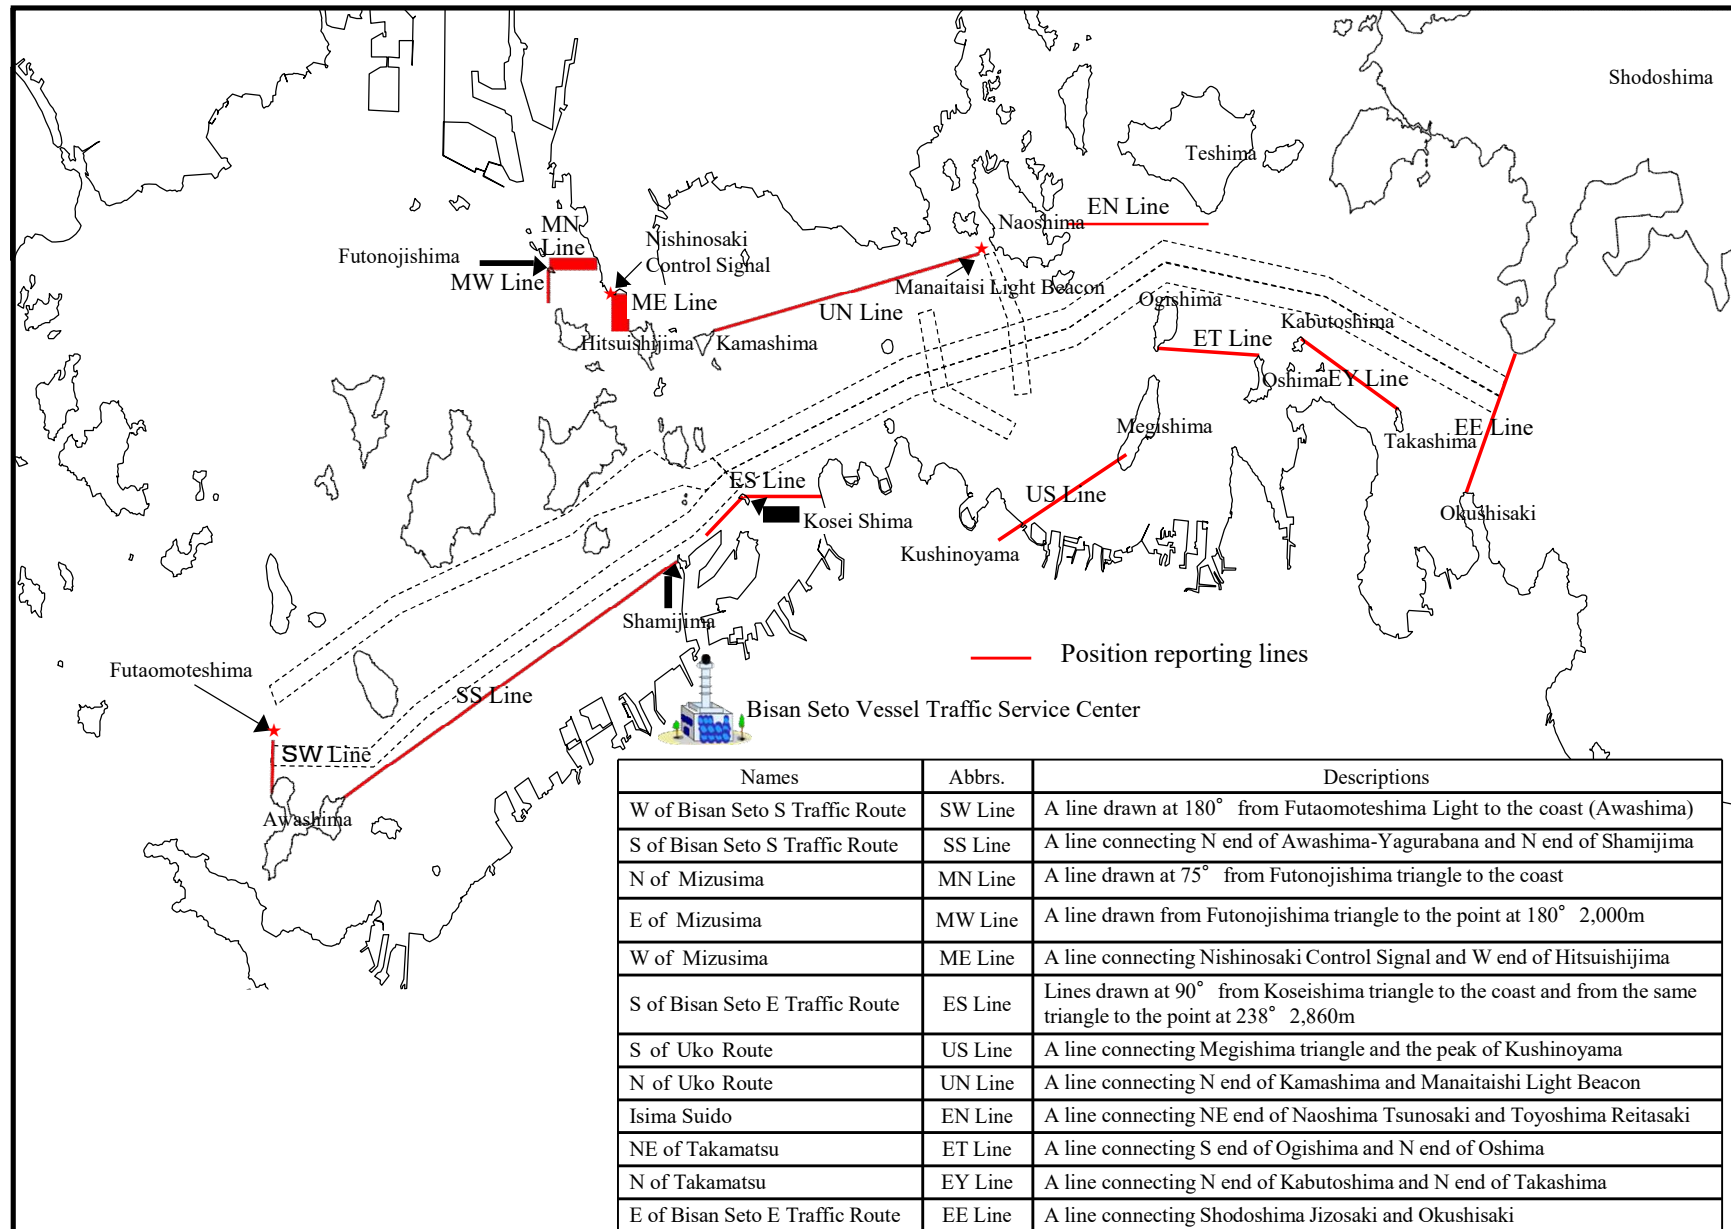 Shodoshima
Teshima
EN Line
Naoshima
MN
Line
Nishinosaki
Control Signal
Futonojishima
MW Line
ME Line
Manaitaisi Light Beacon
UN Line
Ogishima
Kabutoshima
ET Line
Hitsuishijima
Kamashima
Oshima
EY Line
Megishima
Takashima
EE Line
ES Line
US Line
Kosei Shima
Okushisaki
Kushinoyama
Shamijima
Futaomoteshima
Position reporting lines
SS Line
Bisan Seto Vessel Traffic Service Center
SW Line
Awashima
Names Abbrs. Descriptions
W of Bisan Seto S Traffic Route SW Line A line drawn at 180° from Futaomoteshima Light to the coast (Awashima)
S of Bisan Seto S Traffic Route SS Line A line connecting N end of Awashima-Yagurabana and N end of Shamijima
N of Mizusima MN Line A line drawn at 75° from Futonojishima triangle to the coast
E of Mizusima MW Line A line drawn from Futonojishima triangle to the point at 180° 2,000m
W of Mizusima ME Line A line connecting Nishinosaki Control Signal and W end of Hitsuishijima
S of Bisan Seto E Traffic Route ES Line Lines drawn at 90° from Koseishima triangle to the coast and from the same
triangle to the point at 238° 2,860m
S of Uko Route US Line A line connecting Megishima triangle and the peak of Kushinoyama
N of Uko Route UN Line A line connecting N end of Kamashima and Manaitaishi Light Beacon
Isima Suido EN Line A line connecting NE end of Naoshima Tsunosaki and Toyoshima Reitasaki
NE of Takamatsu ET Line A line connecting S end of Ogishima and N end of Oshima
N of Takamatsu EY Line A line connecting N end of Kabutoshima and N end of Takashima
E of Bisan Seto E Traffic Route EE Line A line connecting Shodoshima Jizosaki and Okushisaki